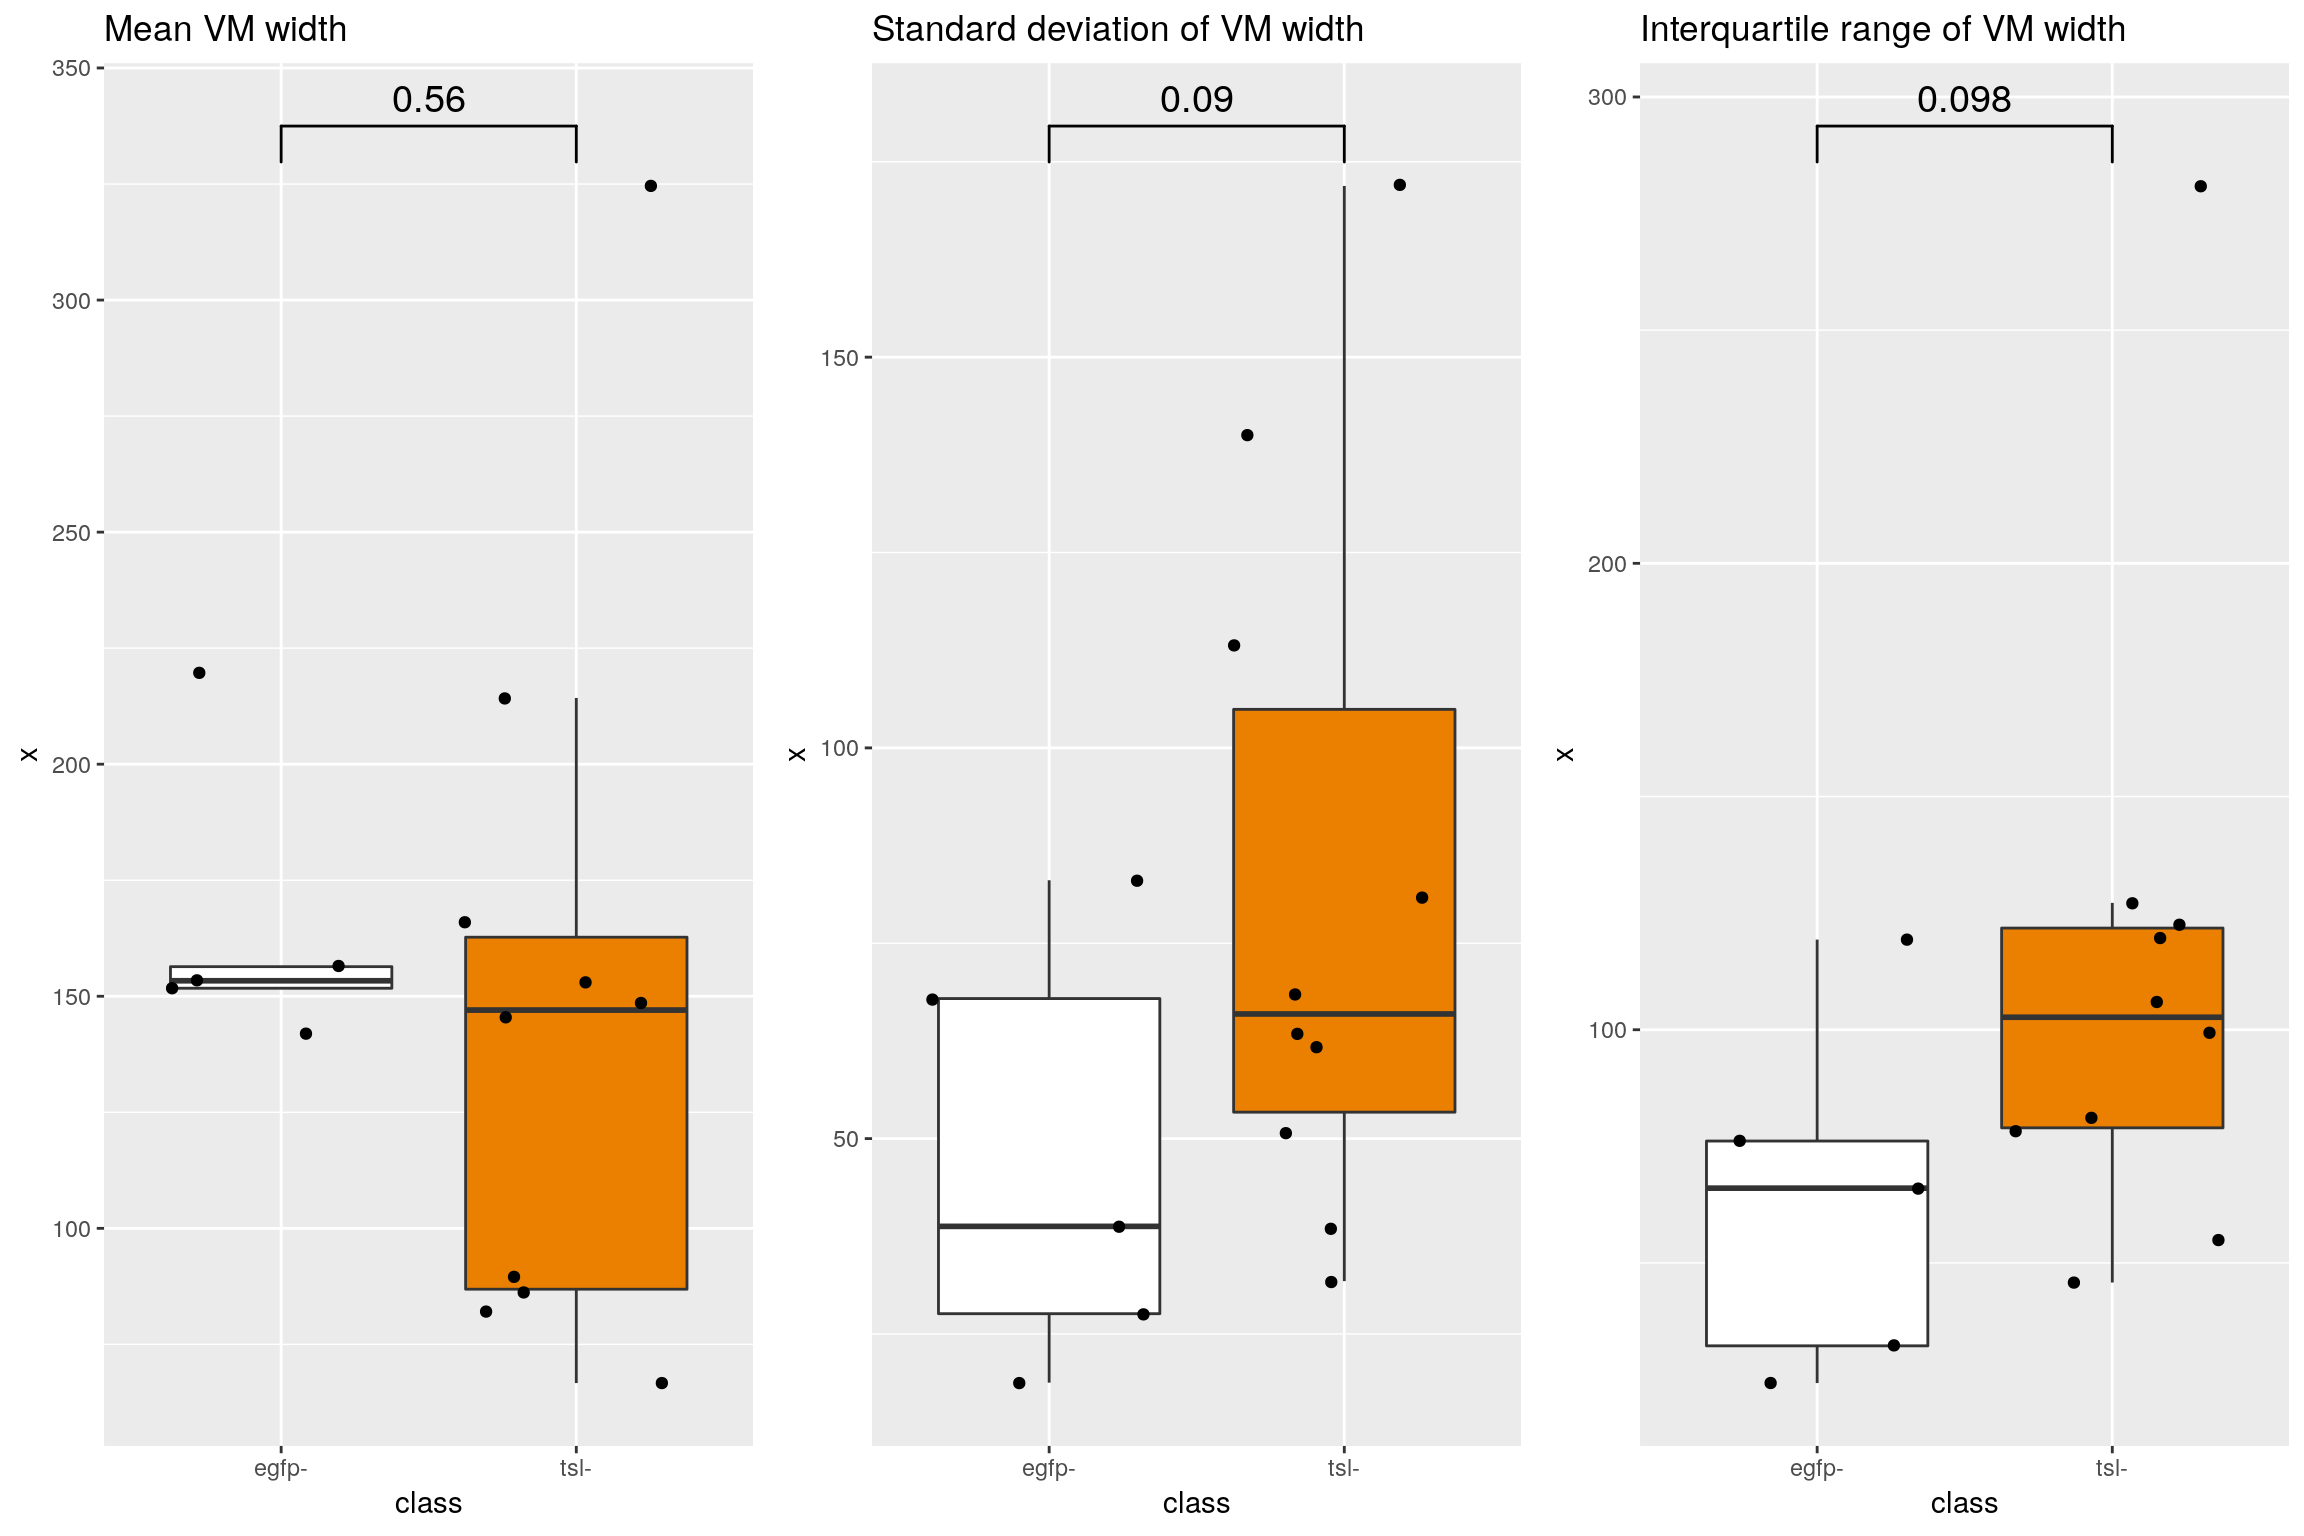 Mean VM width
350
300
250
200
150
100
0.56
x
egfp-
tsl-
class
Standard deviation of VM width
150
100
50
0.09
x
egfp-
tsl-
class
Interquartile range of VM width
300
200
100
0.098
x
egfp-
tsl-
class